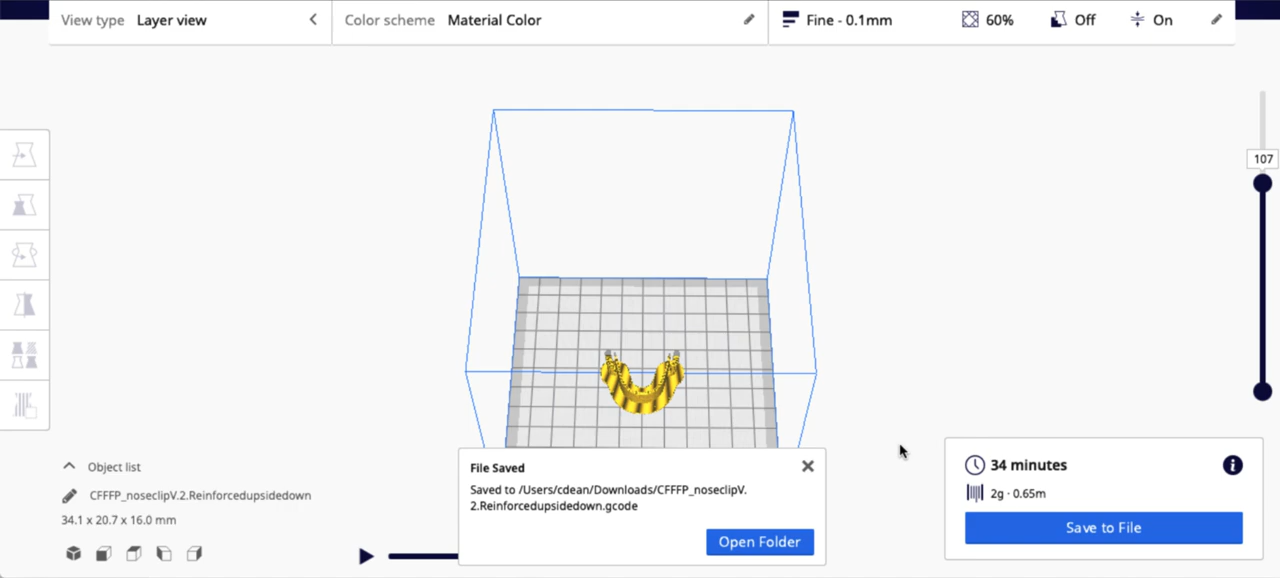 View type Layer view
Color scheme Material Color
Fine - 0.1mm 60% Off On
107
Object list
CFFFP_noseclipV.2.Reinforcedupsidedown
34.1 x 20.7 x 16.0 mm
File Saved
Saved to /Users/cdean/Downloads/CFFFP_noseclipV.
2.Reinforcedupsidedown.gcode
Open Folder
34 minutes
2g · 0.65m
Save to File